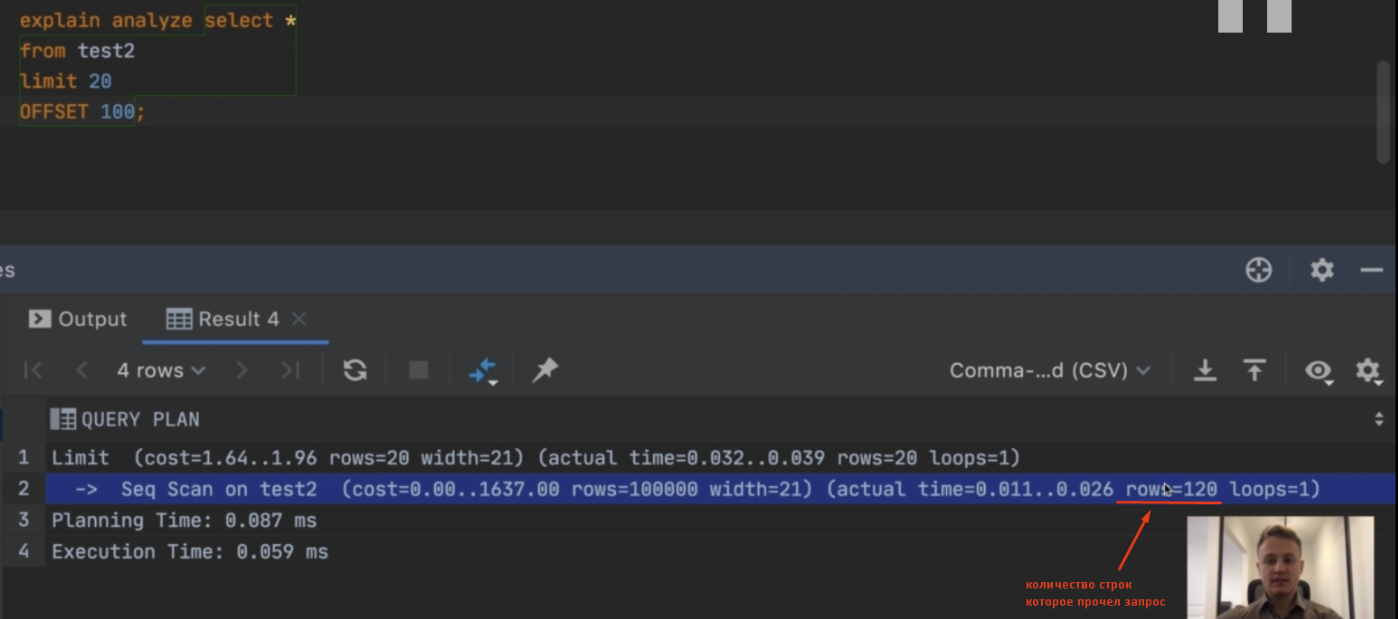 explain analyze select *
from test2
limit 20
OFFSET 100;
es
Output
Result 4
4 rows
Comma-...d (CSV)
QUERY PLAN
1 Limit  (cost=1.64..1.96 rows=20 width=21) (actual time=0.032..0.039 rows=20 loops=1)
2 ->  Seq Scan on test2  (cost=0.00..1637.00 rows=100000 width=21) (actual time=0.011..0.026 rows=120 loops=1)
3 Planning Time: 0.087 ms
4 Execution Time: 0.059 ms
количество строк
которое прочел запрос